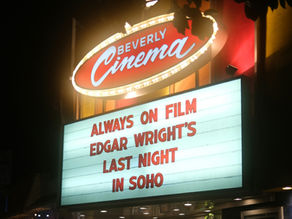 BEVERLY
Cinema
ALWAYS ON FILM
EDGAR WRIGHT'S
LAST NIGHT
IN SOHO